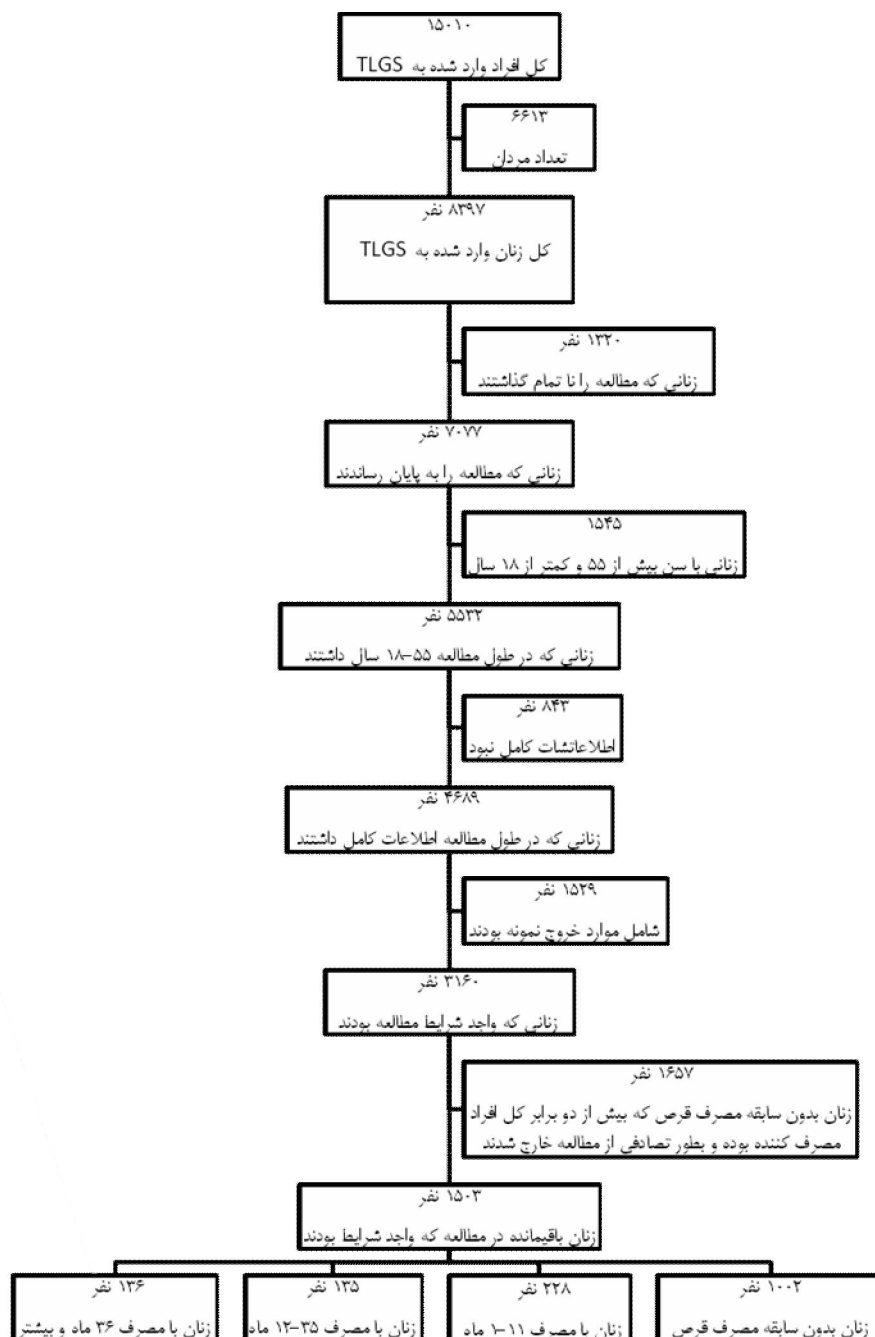 ۱۵۰۱۰
کل افراد وارد شده به TLGS
۶۶۱۳
تعداد مردان
۸۳۹۷ نفر
کل زنان وارد شده به TLGS
۱۳۲۰ نفر
زنانی که مطالعه را نا تمام گذاشتند
۷۰۷۷ نفر
زنانی که مطالعه را به پایان رساندند
۱۵۴۵
زنانی با سن بیش از ۵۵ و کمتر از ۱۸ سال
۵۵۳۲ نفر
زنانی که در طول مطالعه ۵۵-۱۸ سال داشتند
۸۴۳ نفر
اطلاعاتشات کامل نبود
۴۶۸۹ نفر
زنانی که در طول مطالعه اطلاعات کامل داشتند
۱۵۲۹ نفر
شامل موارد خروج نمونه بودند
۳۱۶۰ نفر
زنانی که واجد شرایط مطالعه بودند
۱۶۵۷ نفر
زنان بدون سابقه مصرف قرص که بیش از دو برابر کل افراد
مصرف کننده بوده و بطور تصادفی از مطالعه خارج شدند
۱۵۰۳ نفر
زنان باقیمانده در مطالعه که واجد شرایط بودند
۱۰۰۲ نفر
زنان بدون سابقه مصرف قرص
۲۲۸ نفر
زنان با مصرف ۱۱-۱ ماه
۱۳۵ نفر
زنان با مصرف ۳۵-۱۲ ماه
۱۳۶ نفر
زنان با مصرف ۳۶ ماه و بیشتر